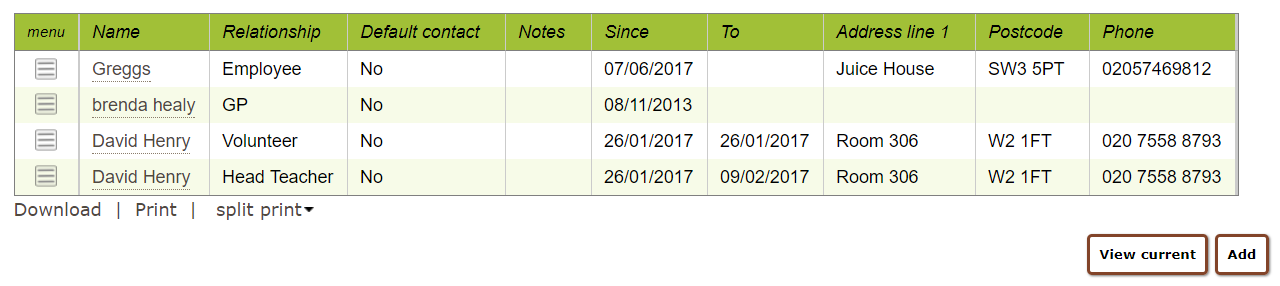 menu Name Relationship Default contact Notes Since To Address line 1 Postcode Phone
Greggs Employee No 07/06/2017 Juice House SW3 5PT 02057469812
brenda healy GP No 08/11/2013
David Henry Volunteer No 26/01/2017 26/01/2017 Room 306 W2 1FT 020 7558 8793
David Henry Head Teacher No 26/01/2017 09/02/2017 Room 306 W2 1FT 020 7558 8793
Download | Print | split print
View current Add